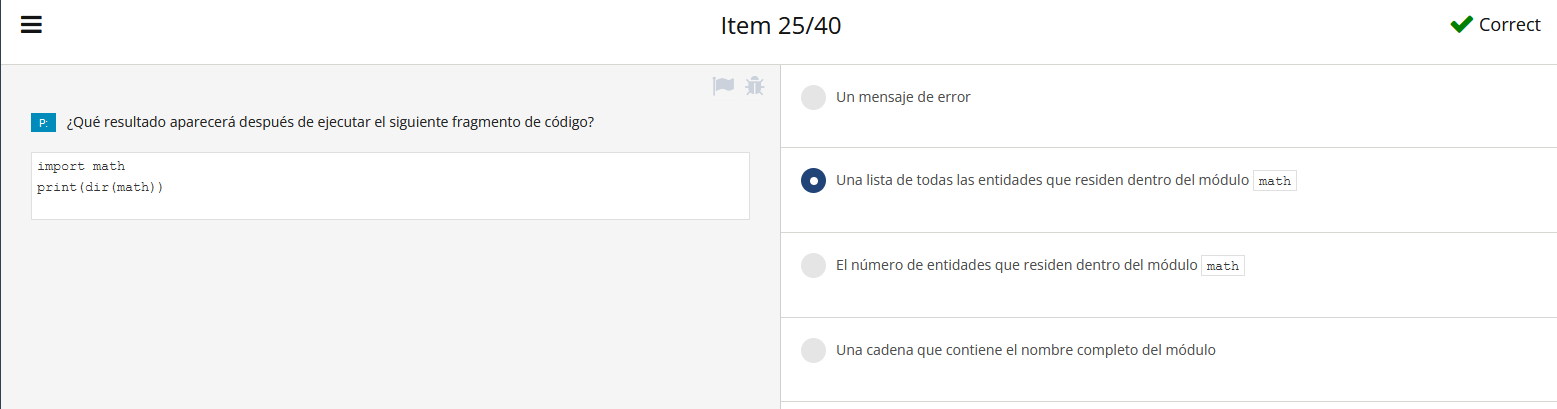 Item 25/40
Correct
P: ¿Qué resultado aparecerá después de ejecutar el siguiente fragmento de código?
import math
print(dir(math))
Un mensaje de error
Una lista de todas las entidades que residen dentro del módulo math
El número de entidades que residen dentro del módulo math
Una cadena que contiene el nombre completo del módulo